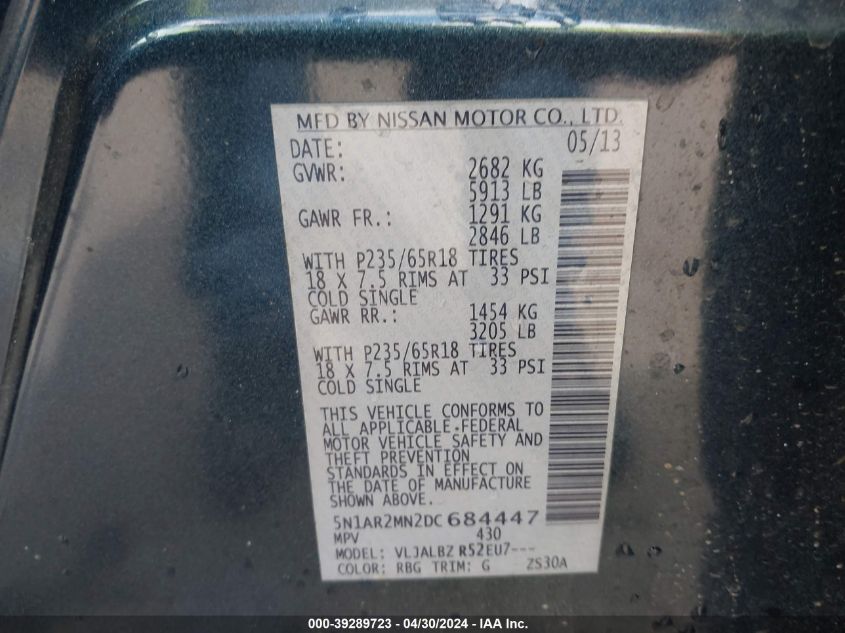 MFD BY NISSAN MOTOR CO., LTD.
DATE: 05/13
GVWR: 2682 KG
5913 LB
GAWR FR.: 1291 KG
2846 LB
WITH P235/65R18 TIRES
18 X 7.5 RIMS AT 33 PSI
COLD SINGLE
GAWR RR.: 1454 KG
3205 LB
WITH P235/65R18 TIRES
18 X 7.5 RIMS AT 33 PSI
COLD SINGLE
THIS VEHICLE CONFORMS TO
ALL APPLICABLE-FEDERAL
MOTOR VEHICLE SAFETY AND
THEFT PREVENTION
STANDARDS IN EFFECT ON
THE DATE OF MANUFACTURE
SHOWN ABOVE.
5N1AR2MN2DC684447
MPV 430
MODEL: VLJALBZ R52EU7---
COLOR: RBG TRIM: G ZS30A
000-39289723 - 04/30/2024 - IAA Inc.